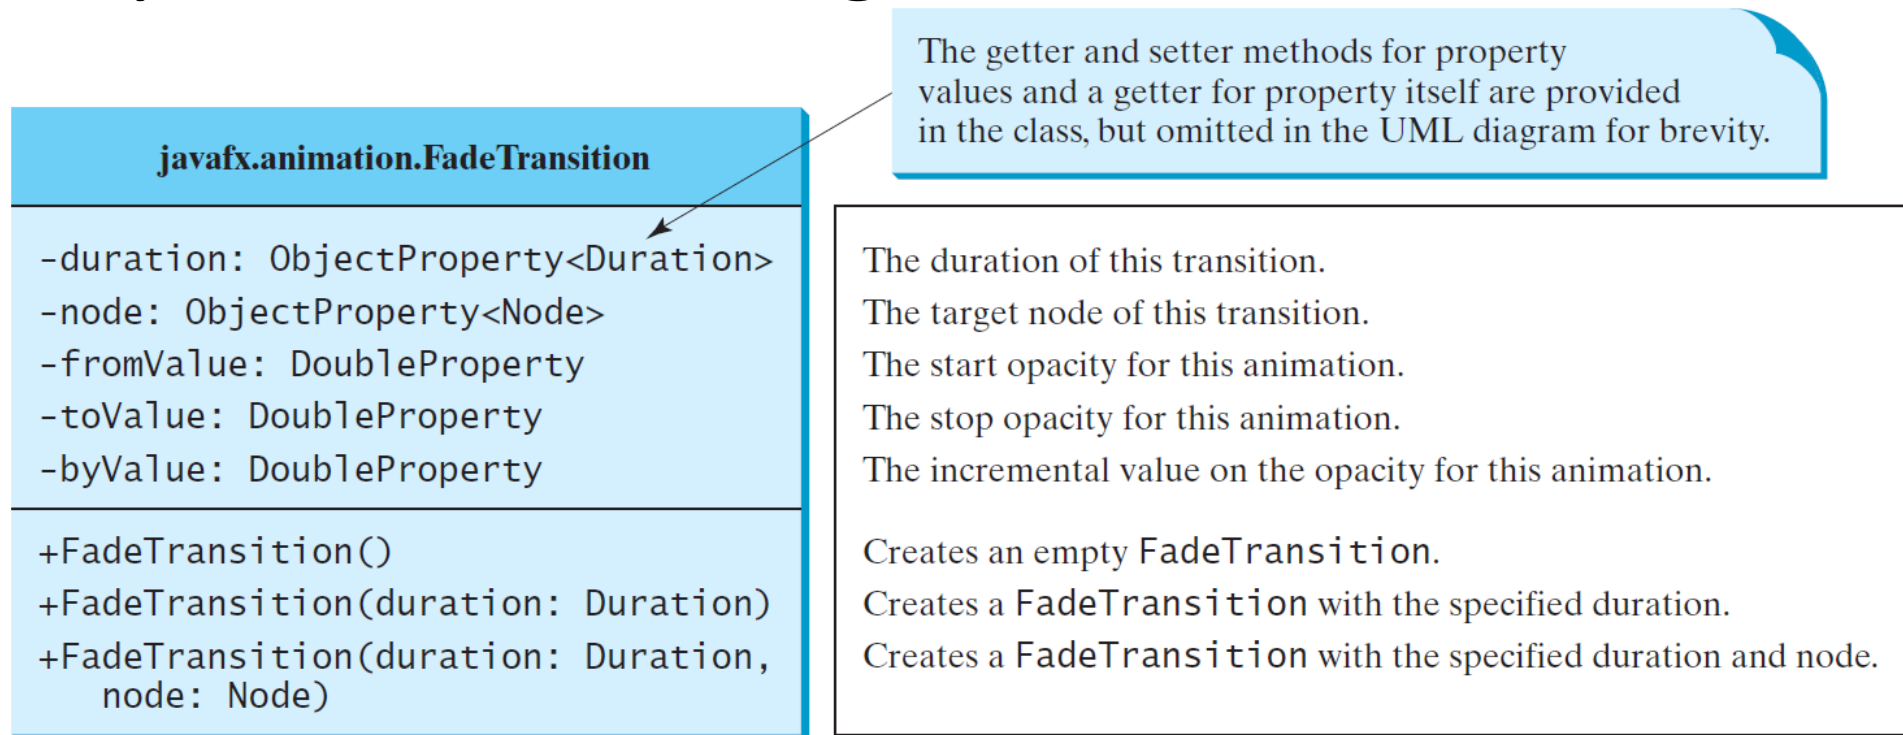 The getter and setter methods for property
values and a getter for property itself are provided
in the class, but omitted in the UML diagram for brevity.
javafx.animation.FadeTransition
-duration: ObjectProperty<Duration>
The duration of this transition.
-node: ObjectProperty<Node>
The target node of this transition.
-fromValue: DoubleProperty
The start opacity for this animation.
-toValue: DoubleProperty
The stop opacity for this animation.
-byValue: DoubleProperty
The incremental value on the opacity for this animation.
+FadeTransition()
Creates an empty FadeTransition.
+FadeTransition(duration: Duration)
Creates a FadeTransition with the specified duration.
+FadeTransition(duration: Duration,
node: Node)
Creates a FadeTransition with the specified duration and node.